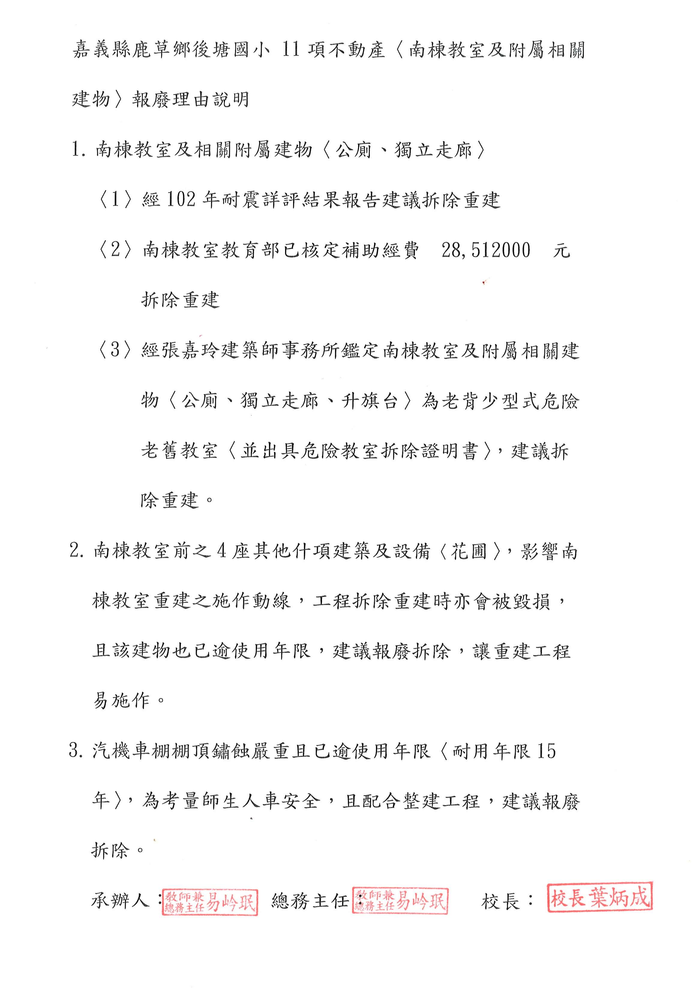 嘉義縣鹿草鄉後塘國小 11 項不動產〈南棟教室及附屬相關
建物〉報廢理由說明
1. 南棟教室及相關附屬建物〈公廁、獨立走廊〉
〈1〉經 102 年耐震詳評結果報告建議拆除重建
〈2〉南棟教室教育部已核定補助經費 28,512000 元
拆除重建
〈3〉經張嘉玲建築師事務所鑑定南棟教室及附屬相關建
物〈公廁、獨立走廊、升旗台〉為老背少型式危險
老舊教室〈並出具危險教室拆除證明書〉，建議拆
除重建。
2. 南棟教室前之 4 座其他什項建築及設備〈花圃〉，影響南
棟教室重建之施作動線，工程拆除重建時亦會被毀損，
且該建物也已逾使用年限，建議報廢拆除，讓重建工程
易施作。
3. 汽機車棚棚頂鏽蝕嚴重且已逾使用年限〈耐用年限 15
年〉，為考量師生人車安全，且配合整建工程，建議報廢
拆除。
承辦人：教師兼總務主任易岭珉 總務主任：教師兼總務主任易岭珉 校長：校長葉炳成